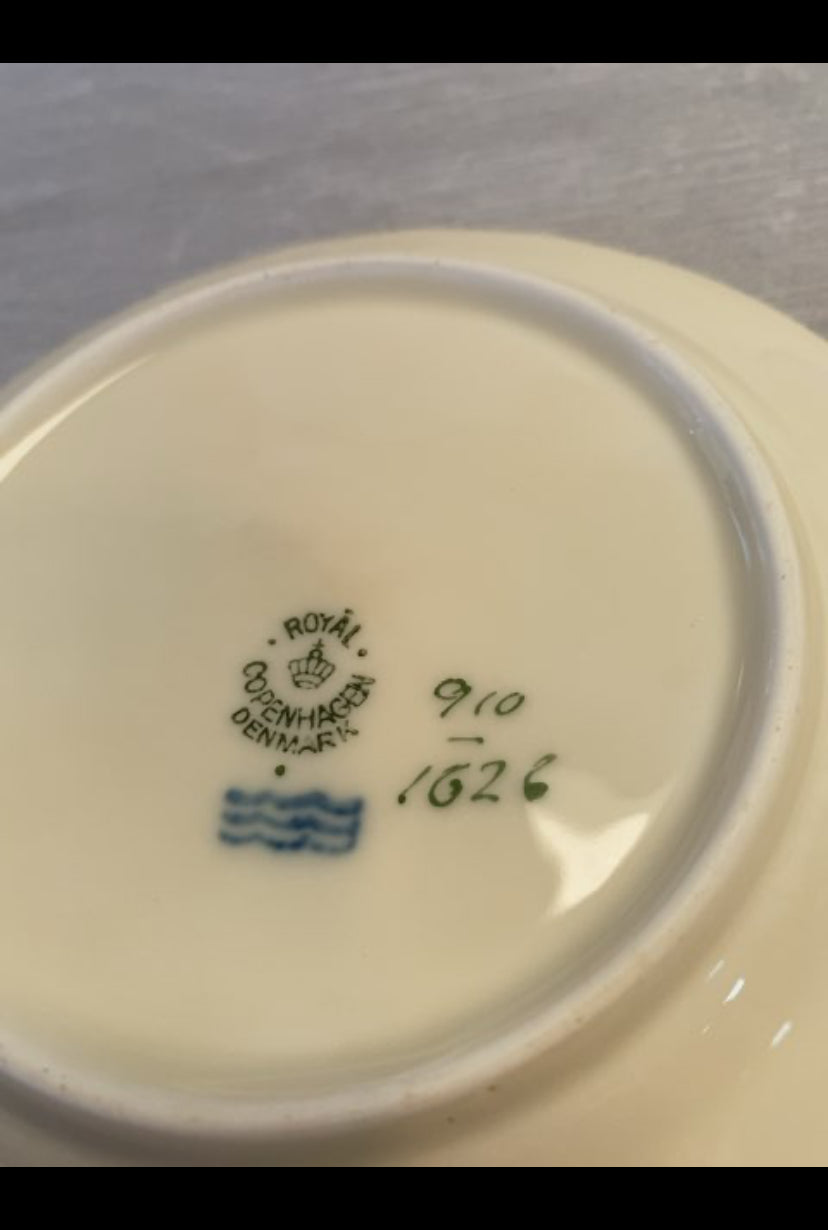 ROYAL
COPENHAGEN
DENMARK
910
1626